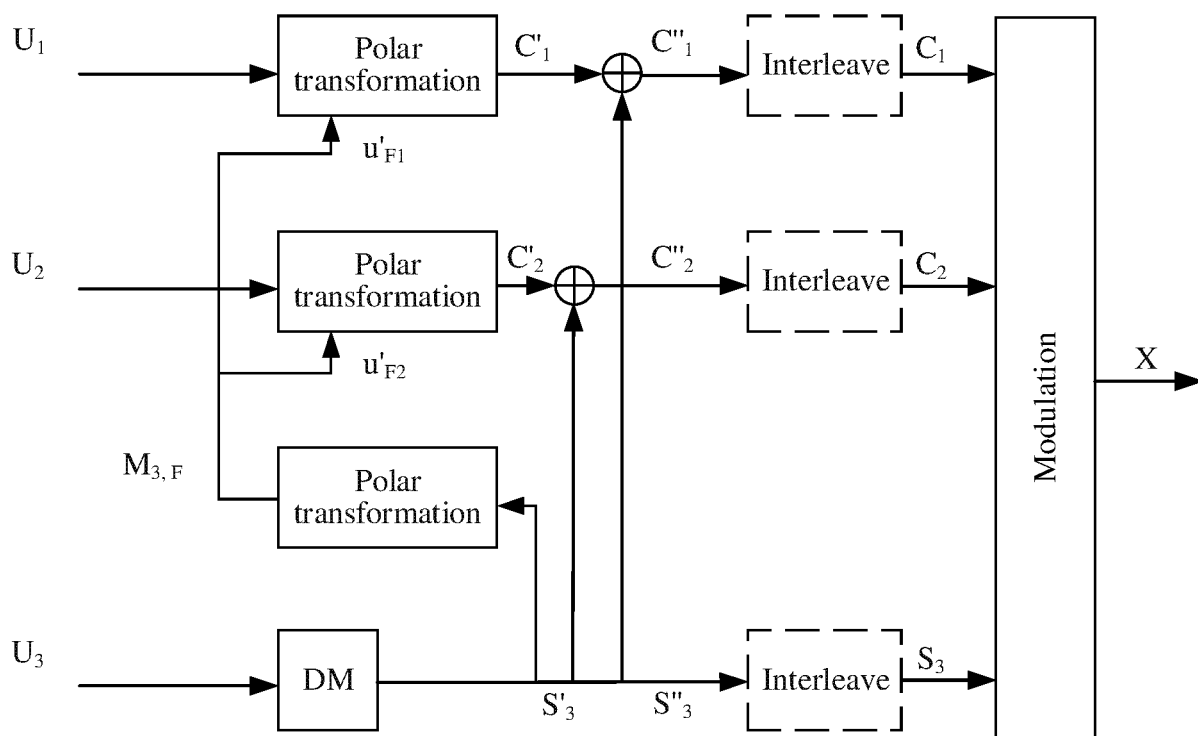 U₁
Polar
transformation
C'₁
C''₁
Interleave
C₁
u'F1
U₂
Polar
transformation
C'₂
C''₂
Interleave
C₂
u'F2
Modulation
X
M₃, F
Polar
transformation
U₃
DM
S'₃
S''₃
Interleave
S₃